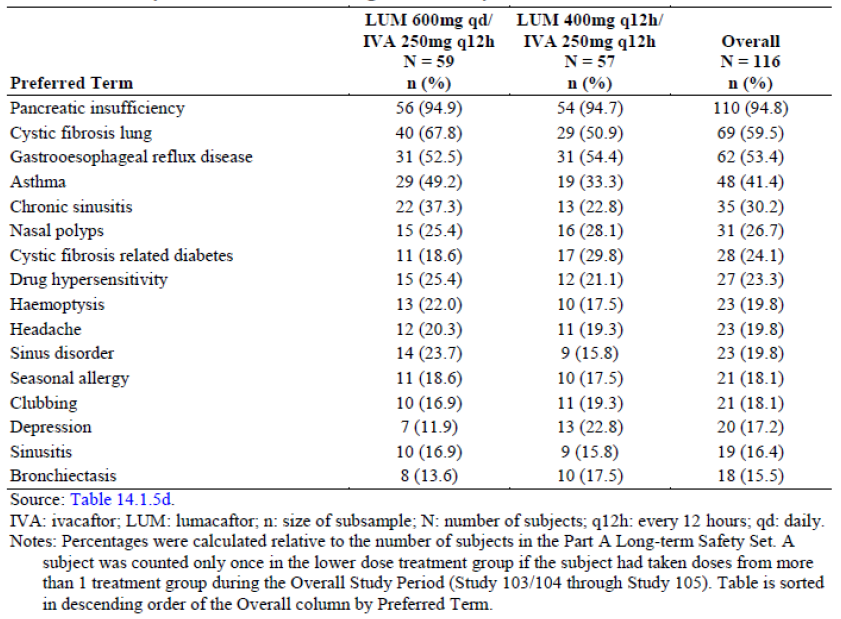 LUM 600mg qd/ LUM 400mg q12h/
IVA 250mg q12h IVA 250mg q12h Overall
N = 59 N = 57 N = 116
Preferred Term n (%) n (%) n (%)
Pancreatic insufficiency 56 (94.9) 54 (94.7) 110 (94.8)
Cystic fibrosis lung 40 (67.8) 29 (50.9) 69 (59.5)
Gastrooesophageal reflux disease 31 (52.5) 31 (54.4) 62 (53.4)
Asthma 29 (49.2) 19 (33.3) 48 (41.4)
Chronic sinusitis 22 (37.3) 13 (22.8) 35 (30.2)
Nasal polyps 15 (25.4) 16 (28.1) 31 (26.7)
Cystic fibrosis related diabetes 11 (18.6) 17 (29.8) 28 (24.1)
Drug hypersensitivity 15 (25.4) 12 (21.1) 27 (23.3)
Haemoptysis 13 (22.0) 10 (17.5) 23 (19.8)
Headache 12 (20.3) 11 (19.3) 23 (19.8)
Sinus disorder 14 (23.7) 9 (15.8) 23 (19.8)
Seasonal allergy 11 (18.6) 10 (17.5) 21 (18.1)
Clubbing 10 (16.9) 11 (19.3) 21 (18.1)
Depression 7 (11.9) 13 (22.8) 20 (17.2)
Sinusitis 10 (16.9) 9 (15.8) 19 (16.4)
Bronchiectasis 8 (13.6) 10 (17.5) 18 (15.5)
Source: Table 14.1.5d.
IVA: ivacaftor; LUM: lumacaftor; n: size of subsample; N: number of subjects; q12h: every 12 hours; qd: daily.
Notes: Percentages were calculated relative to the number of subjects in the Part A Long-term Safety Set. A
subject was counted only once in the lower dose treatment group if the subject had taken doses from more
than 1 treatment group during the Overall Study Period (Study 103/104 through Study 105). Table is sorted
in descending order of the Overall column by Preferred Term.